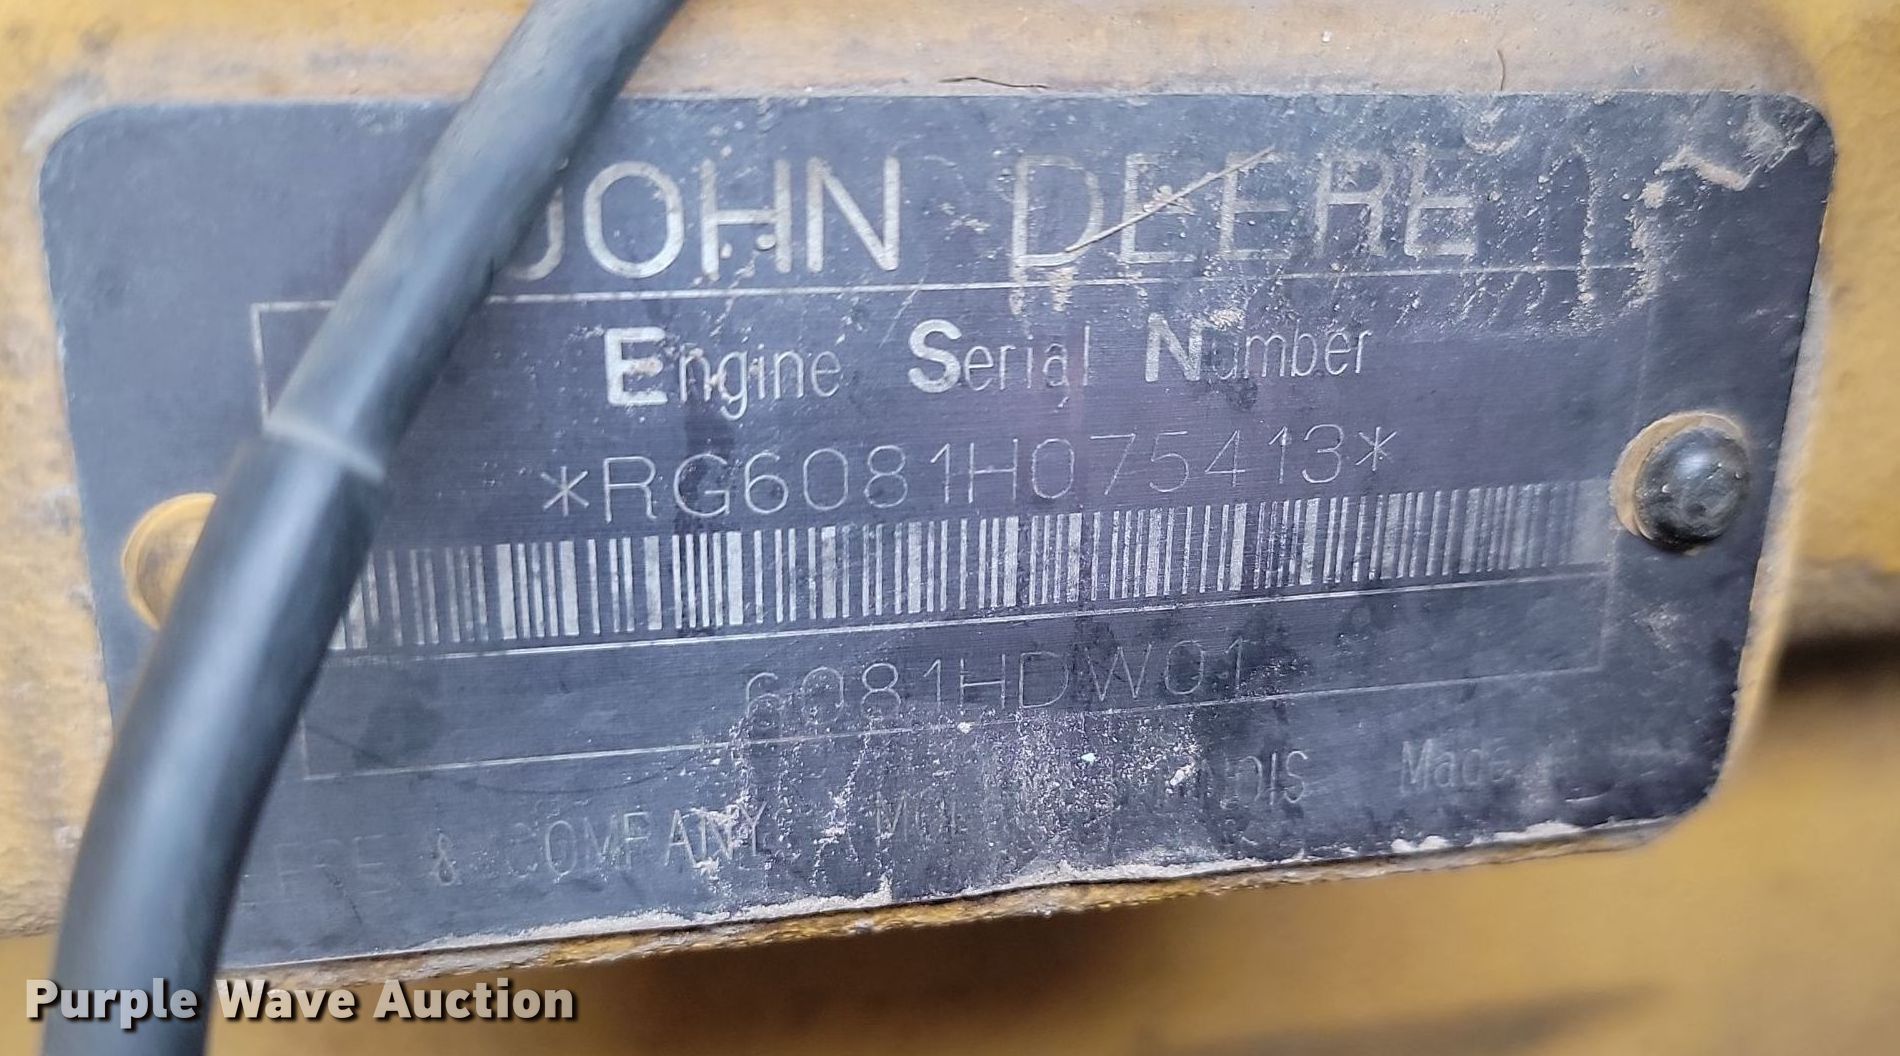 JOHN DEERE
Engine Serial Number
*RG6081H075413*
6081HDW01
& COMPANY Made
Purple Wave Auction